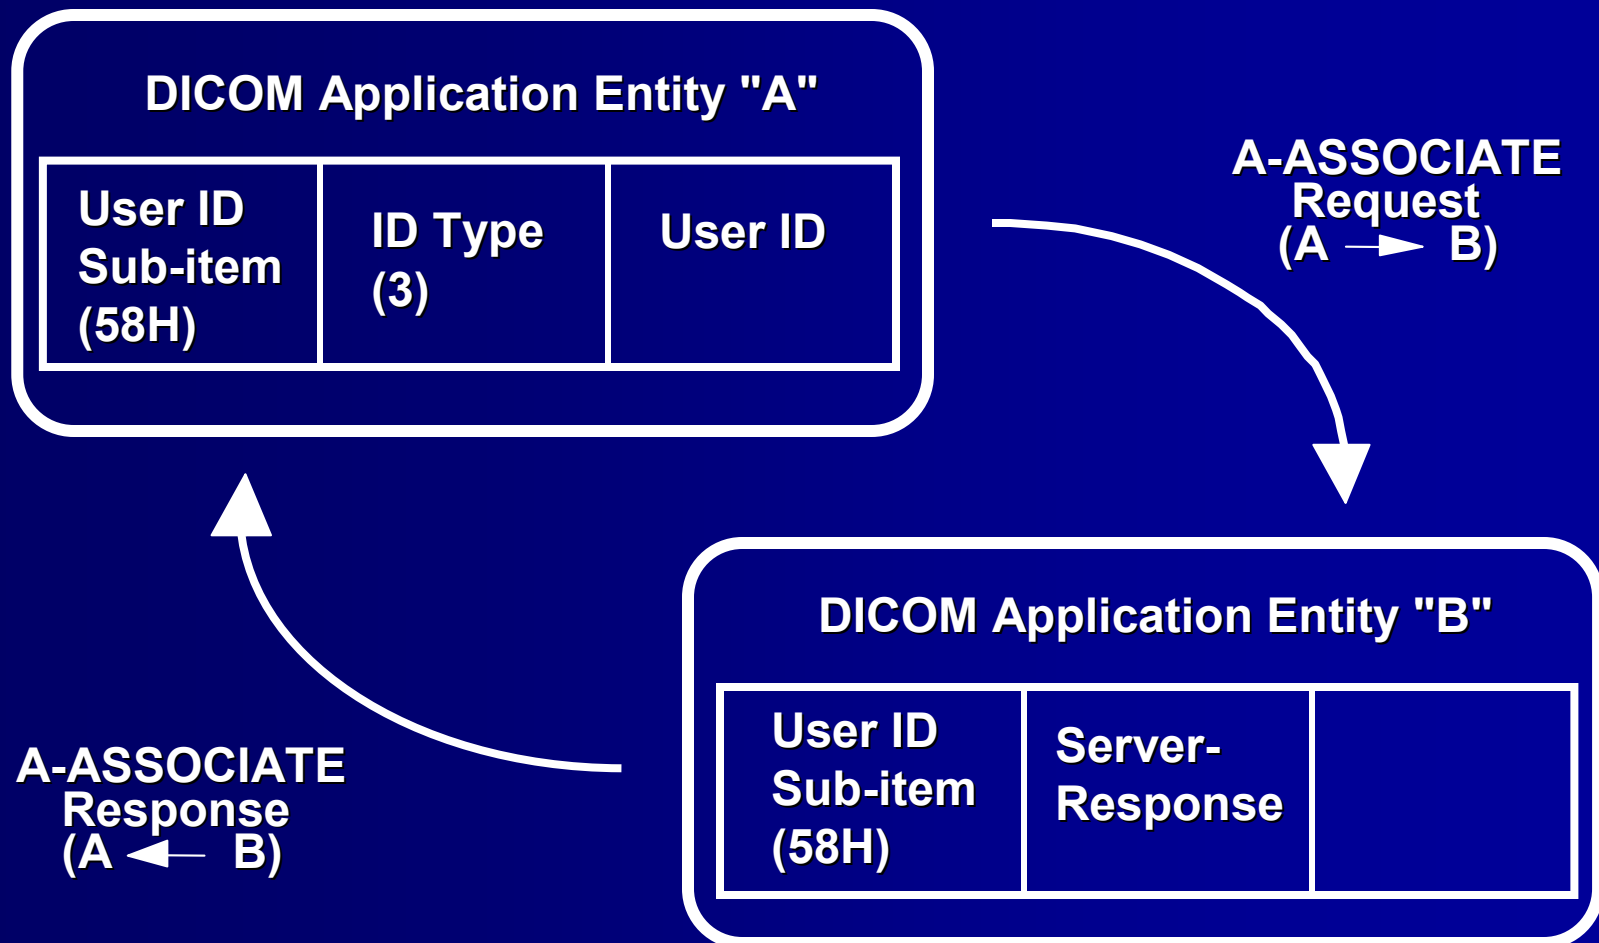 DICOM Application Entity "A"
User ID
Sub-item
(58H)
ID Type
(3)
User ID
A-ASSOCIATE
Request
(A B)
DICOM Application Entity "B"
User ID
Sub-item
(58H)
Server-
Response
A-ASSOCIATE
Response
(A B)